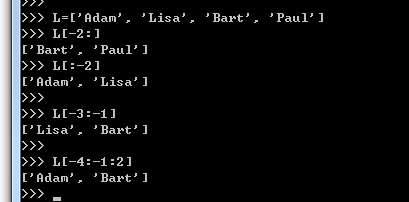 >>>
>>> L=['Adam', 'Lisa', 'Bart', 'Paul']
>>> L[-2:]
['Bart', 'Paul']
>>> L[:-2]
['Adam', 'Lisa']
>>>
>>> L[-3:-1]
['Lisa', 'Bart']
>>>
>>> L[-4:-1:2]
['Adam', 'Bart']
>>> _